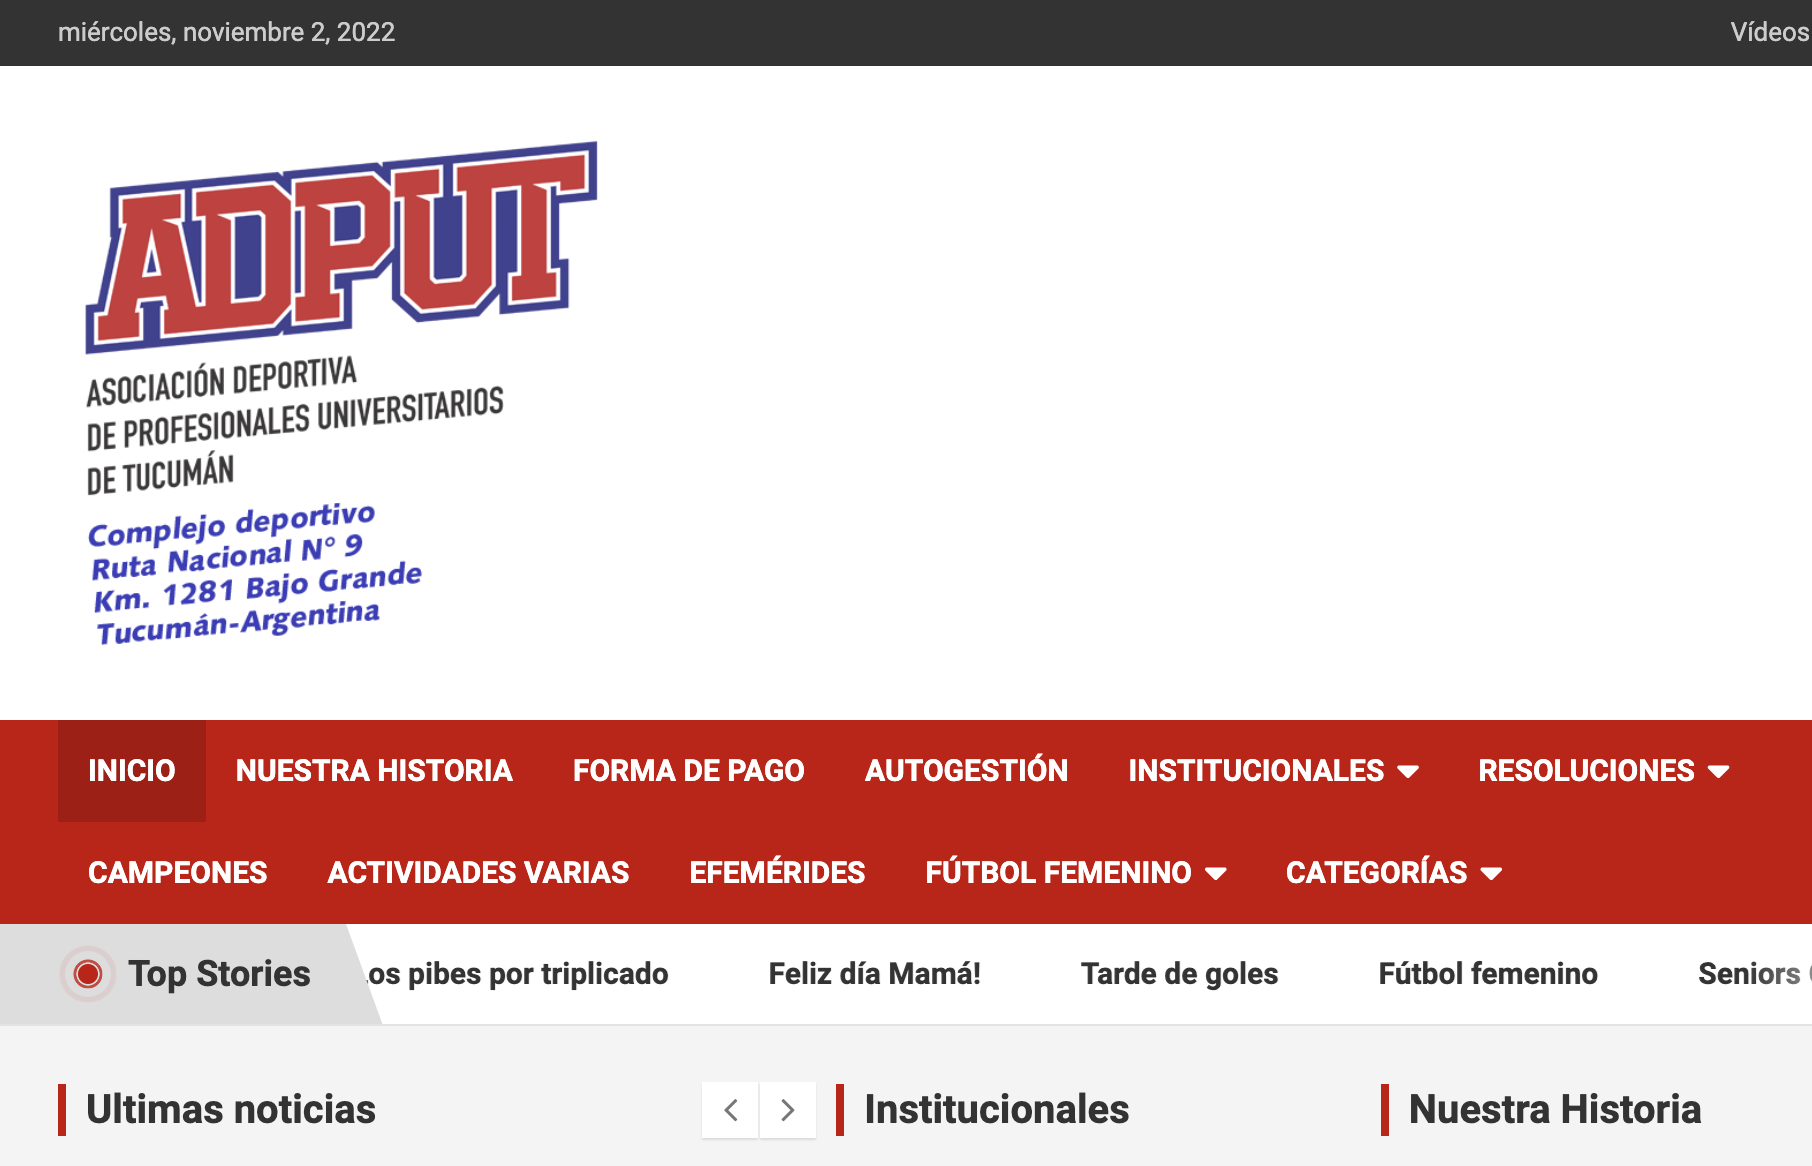 miércoles, noviembre 2, 2022
Vídeos
ADPUT
ASOCIACIÓN DEPORTIVA
DE PROFESIONALES UNIVERSITARIOS
DE TUCUMÁN
Complejo deportivo
Ruta Nacional N° 9
Km. 1281 Bajo Grande
Tucumán-Argentina
INICIO NUESTRA HISTORIA FORMA DE PAGO AUTOGESTIÓN INSTITUCIONALES RESOLUCIONES
CAMPEONES ACTIVIDADES VARIAS EFEMÉRIDES FÚTBOL FEMENINO CATEGORÍAS
Top Stories os pibes por triplicado Feliz día Mamá! Tarde de goles Fútbol femenino Seniors
Ultimas noticias Institucionales Nuestra Historia